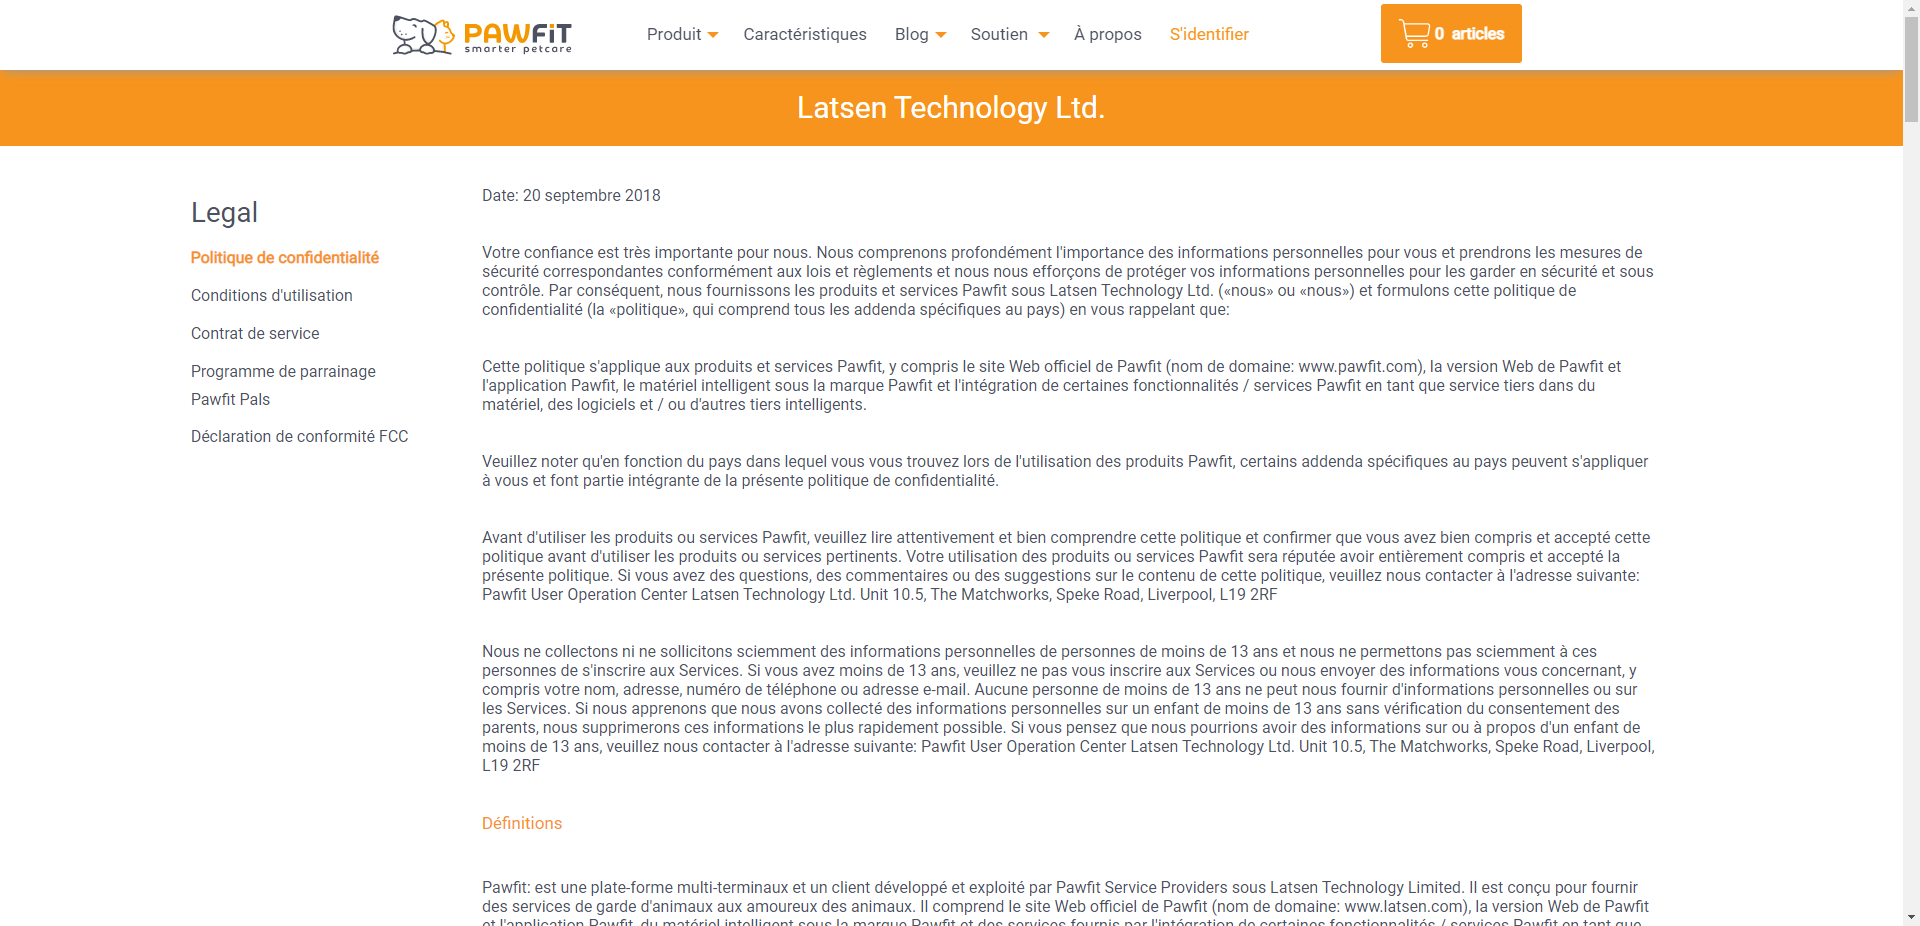 PAWFiT
smarter petcare
Produit
Caractéristiques
Blog
Soutien
À propos
S'identifier
0 articles
Latsen Technology Ltd.
Legal
Politique de confidentialité
Conditions d'utilisation
Contrat de service
Programme de parrainage
Pawfit Pals
Déclaration de conformité FCC
Date: 20 septembre 2018
Votre confiance est très importante pour nous. Nous comprenons profondément l'importance des informations personnelles pour vous et prendrons les mesures de
sécurité correspondantes conformément aux lois et règlements et nous nous efforçons de protéger vos informations personnelles pour les garder en sécurité et sous
contrôle. Par conséquent, nous fournissons les produits et services Pawfit sous Latsen Technology Ltd. («nous» ou «nous») et formulons cette politique de
confidentialité (la «politique», qui comprend tous les addenda spécifiques au pays) en vous rappelant que:
Cette politique s'applique aux produits et services Pawfit, y compris le site Web officiel de Pawfit (nom de domaine: www.pawfit.com), la version Web de Pawfit et
l'application Pawfit, le matériel intelligent sous la marque Pawfit et l'intégration de certaines fonctionnalités / services Pawfit en tant que service tiers dans du
matériel, des logiciels et / ou d'autres tiers intelligents.
Veuillez noter qu'en fonction du pays dans lequel vous vous trouvez lors de l'utilisation des produits Pawfit, certains addenda spécifiques au pays peuvent s'appliquer
à vous et font partie intégrante de la présente politique de confidentialité.
Avant d'utiliser les produits ou services Pawfit, veuillez lire attentivement et bien comprendre cette politique et confirmer que vous avez bien compris et accepté cette
politique avant d'utiliser les produits ou services pertinents. Votre utilisation des produits ou services Pawfit sera réputée avoir entièrement compris et accepté la
présente politique. Si vous avez des questions, des commentaires ou des suggestions sur le contenu de cette politique, veuillez nous contacter à l'adresse suivante:
Pawfit User Operation Center Latsen Technology Ltd. Unit 10.5, The Matchworks, Speke Road, Liverpool, L19 2RF
Nous ne collectons ni ne sollicitons sciemment des informations personnelles de personnes de moins de 13 ans et nous ne permettons pas sciemment à ces
personnes de s'inscrire aux Services. Si vous avez moins de 13 ans, veuillez ne pas vous inscrire aux Services ou nous envoyer des informations vous concernant, y
compris votre nom, adresse, numéro de téléphone ou adresse e-mail. Aucune personne de moins de 13 ans ne peut nous fournir d'informations personnelles ou sur
les Services. Si nous apprenons que nous avons collecté des informations personnelles sur un enfant de moins de 13 ans sans vérification du consentement des
parents, nous supprimerons ces informations le plus rapidement possible. Si vous pensez que nous pourrions avoir des informations sur ou à propos d'un enfant de
moins de 13 ans, veuillez nous contacter à l'adresse suivante: Pawfit User Operation Center Latsen Technology Ltd. Unit 10.5, The Matchworks, Speke Road, Liverpool,
L19 2RF
Définitions
Pawfit: est une plate-forme multi-terminaux et un client développé et exploité par Pawfit Service Providers sous Latsen Technology Limited. Il est conçu pour fournir
des services de garde d'animaux aux amoureux des animaux. Il comprend le site Web officiel de Pawfit (nom de domaine: www.latsen.com), la version Web de Pawfit
et l'application Pawfit, du matériel intelligent sous la marque Pawfit et des services fournis par l'intégration de certaines fonctionnalités / services Pawfit en tant que